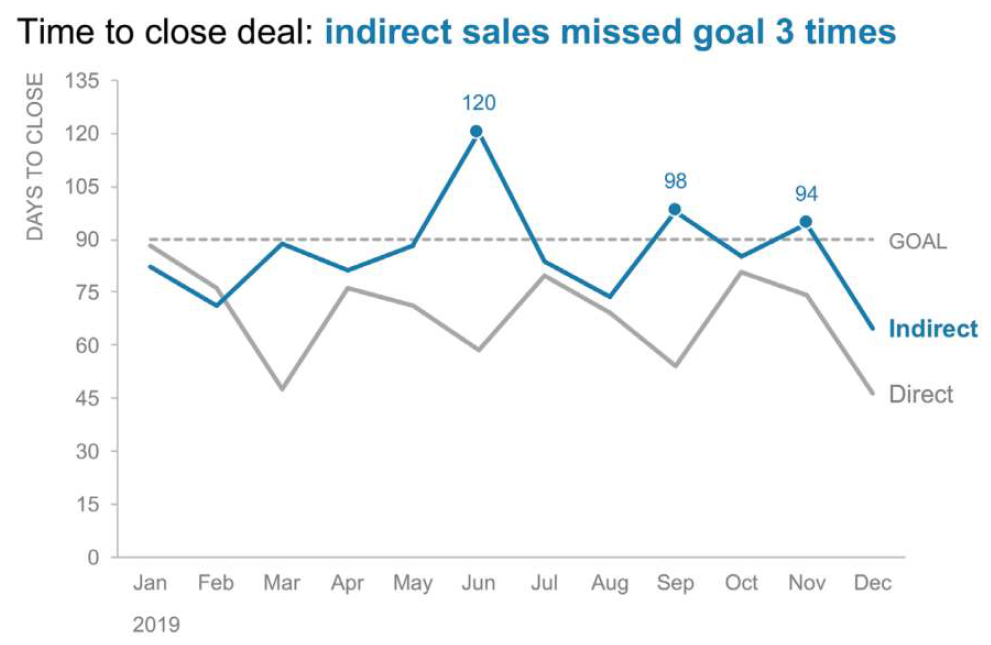 Time to close deal: indirect sales missed goal 3 times
DAYS TO CLOSE
135
120
105
90
75
60
45
30
15
0
120
98
94
GOAL
Indirect
Direct
Jan Feb Mar Apr May Jun Jul Aug Sep Oct Nov Dec
2019